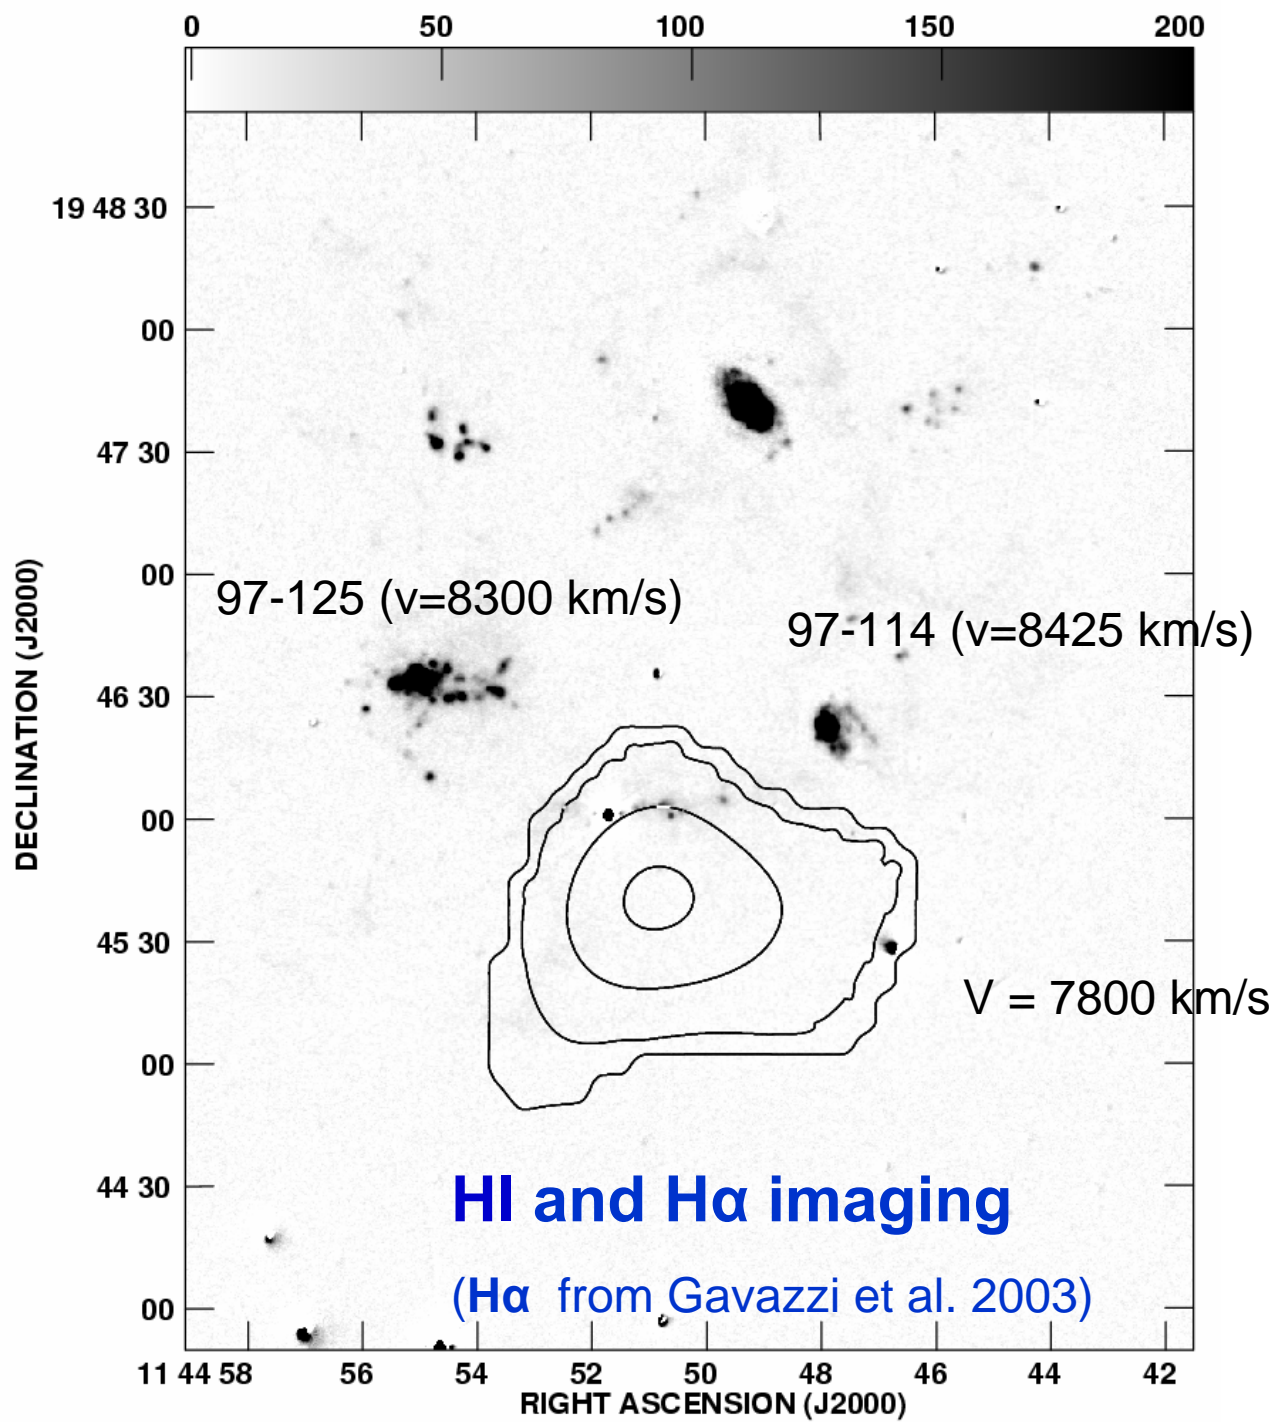 0 50 100 150 200
19 48 30
00
47 30
00
97-125 (v=8300 km/s)
97-114 (v=8425 km/s)
46 30
00
45 30
V = 7800 km/s
00
44 30
HI and Hα imaging
(Hα from Gavazzi et al. 2003)
00
11 44 58 56 54 52 50 48 46 44 42
RIGHT ASCENSION (J2000)
DECLINATION (J2000)